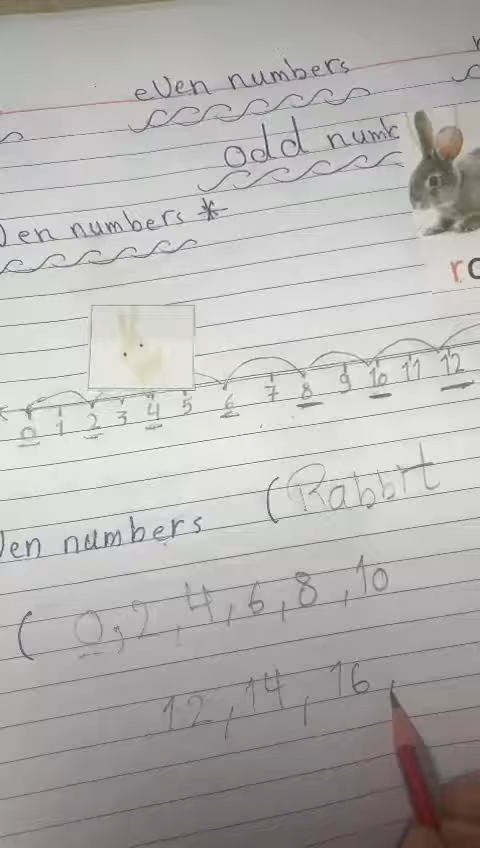 even numbers
odd numb
en numbers *
0 1 2 3 4 5 6 7 8 9 10 11 12
en numbers (Rabbit
( 0, 2, 4, 6, 8, 10
12, 14, 16,